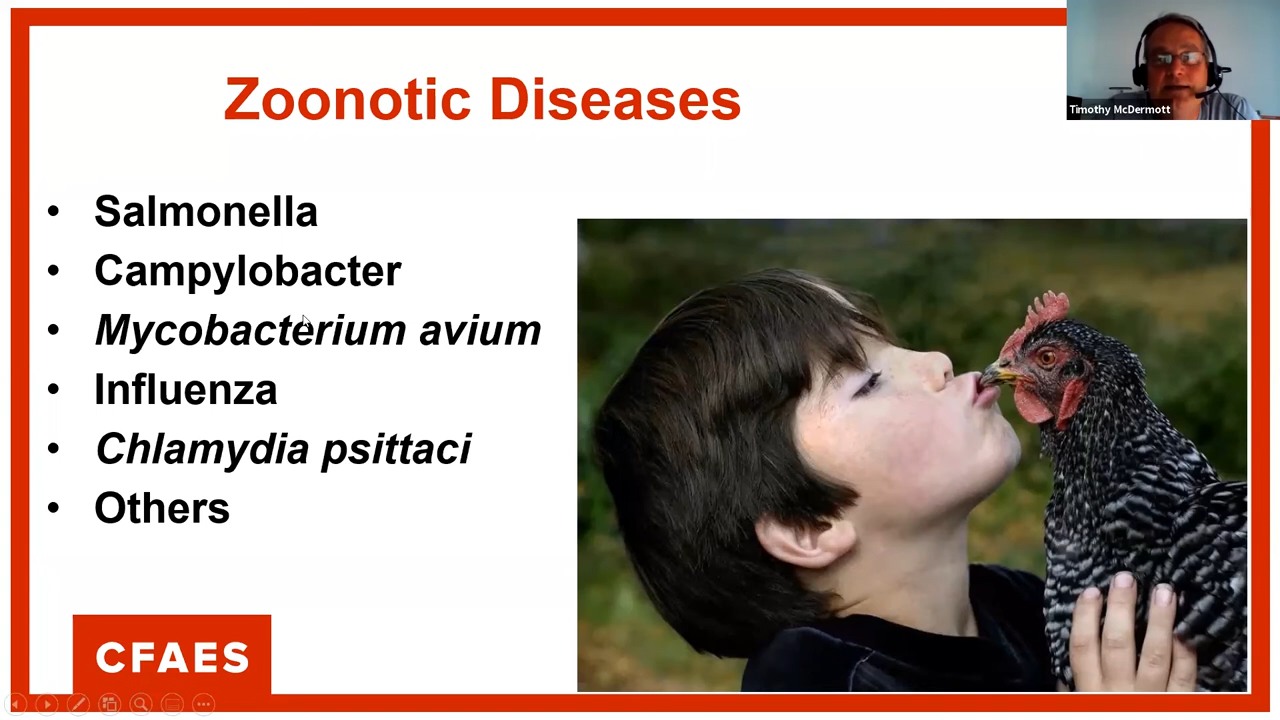 Zoonotic Diseases
Timothy McDermott
• Salmonella
• Campylobacter
• Mycobacterium avium
• Influenza
• Chlamydia psittaci
• Others
CFAES